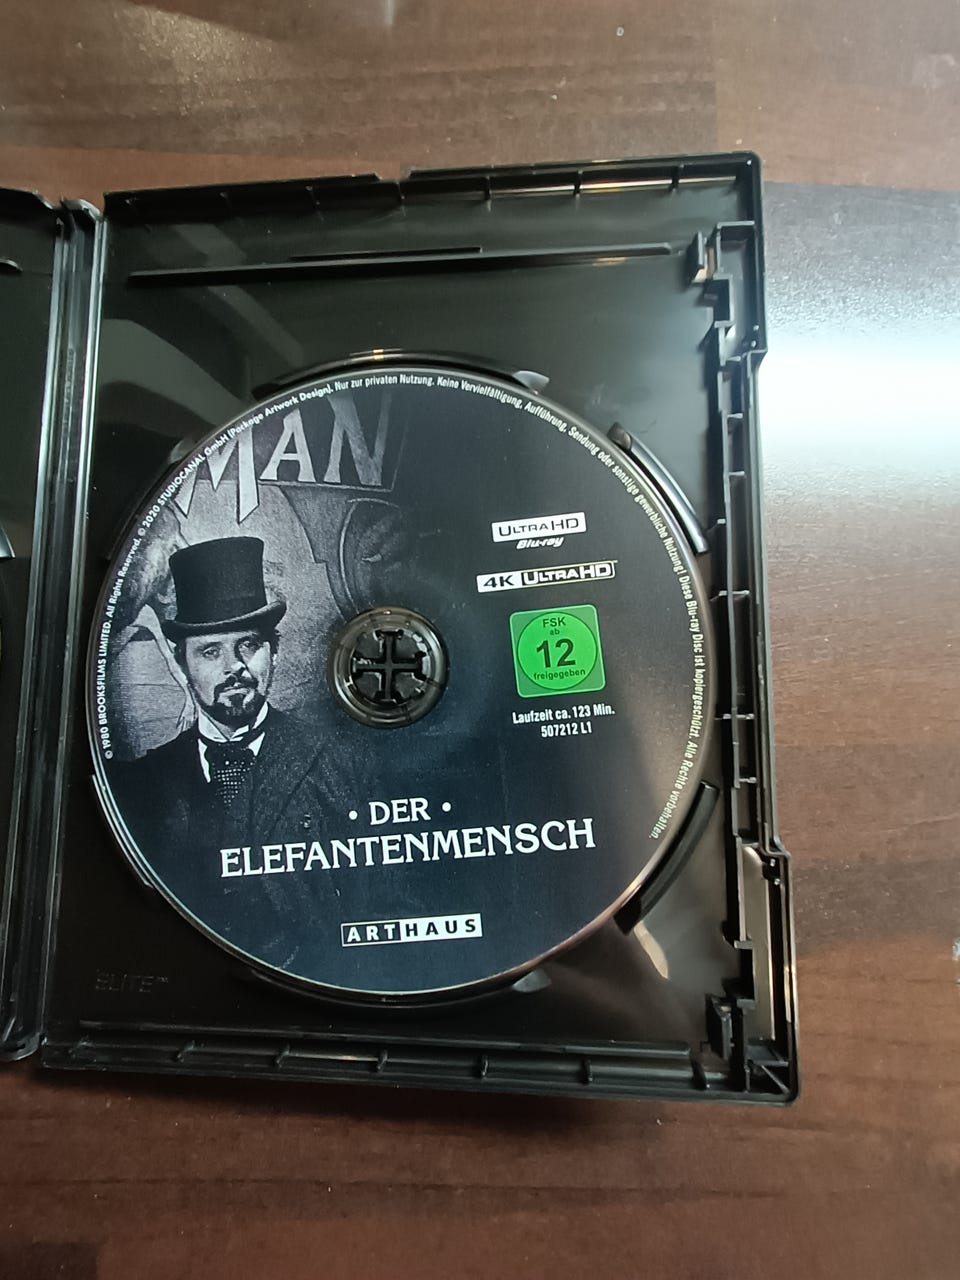 © 1980 BROOKSFILMS LIMITED. All Rights Reserved. © 2020 STUDIOCANAL GmbH (Package Artwork Design). Nur zur privaten Nutzung. Keine Vervielfältigung, Aufführung, Sendung oder sonstige gewerbliche Nutzung! Diese Blu-ray Disc ist kopiergeschützt. Alle Rechte vorbehalten.
MAN
ULTRA HD
Blu-ray
4K ULTRA HD
FSK
ab
12
freigegeben
Laufzeit ca. 123 Min.
507212 L1
• DER •
ELEFANTENMENSCH
ARTHAUS
ELITE™